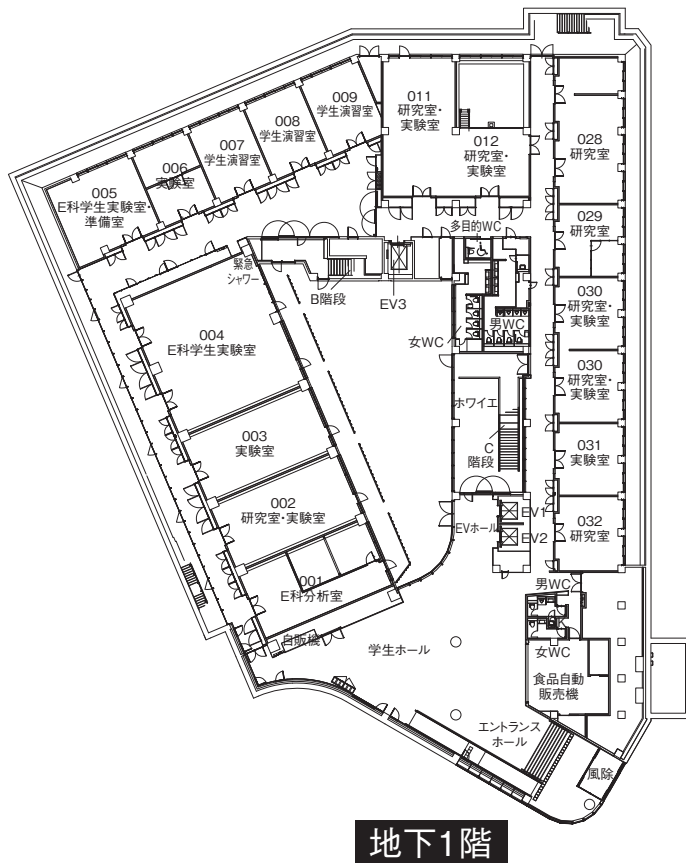 009
学生演習室
008
学生演習室
007
学生演習室
006
実験室
005
E科学生実験室・
準備室
011
研究室・
実験室
012
研究室・
実験室
028
研究室
029
研究室
030
研究室・
実験室
030
研究室・
実験室
031
実験室
032
研究室
多目的WC
緊急
シャワー
B階段
EV3
女WC
男WC
004
E科学生実験室
003
実験室
002
研究室・実験室
001
E科分析室
ホワイエ
C
階段
EVホール
EV1
EV2
男WC
自販機
学生ホール
女WC
食品自動
販売機
エントランス
ホール
風除
地下1階